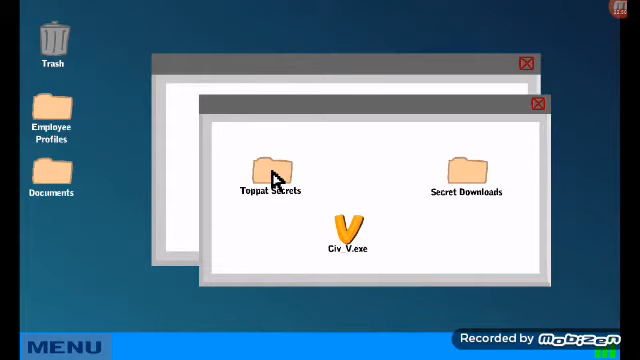 Trash
Employee
Profiles
Documents
Toppat Secrets
Secret Downloads
V
Civ_V.exe
MENU
Recorded by Mobizen